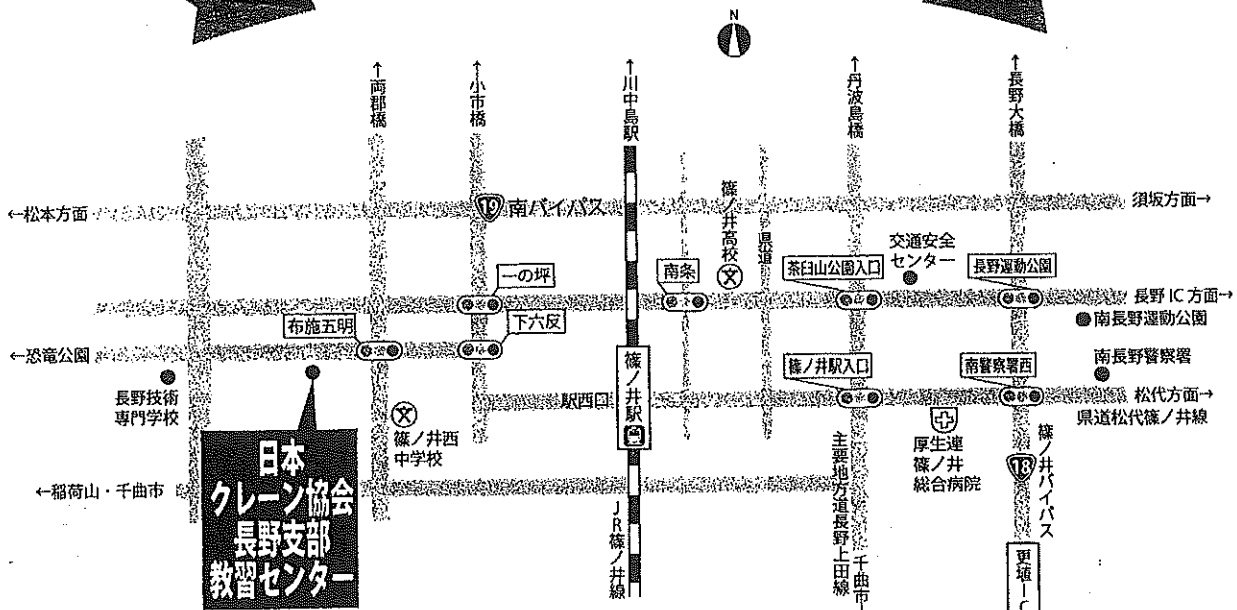 N
↑両郡橋
↑小市橋
↑川中島駅
↑丹波島橋
↑長野大橋
←松本方面
19 南バイパス
須坂方面→
篠ノ井高校
県道
交通安全
センター
一の坪
南条
茶臼山公園入口
長野運動公園
長野IC方面→
南長野運動公園
布施五明
下六反
←恐竜公園
篠ノ井駅
篠ノ井駅入口
南警察署西
南長野警察署
長野技術
専門学校
駅西口
松代方面→
県道松代篠ノ井線
篠ノ井西
中学校
厚生連
篠ノ井
総合病院
18
篠ノ井バイパス
日本
クレーン協会
長野支部
教習センター
←稲荷山・千曲市
JR篠ノ井線
主要地方道長野上田線
千曲市
更埴IC